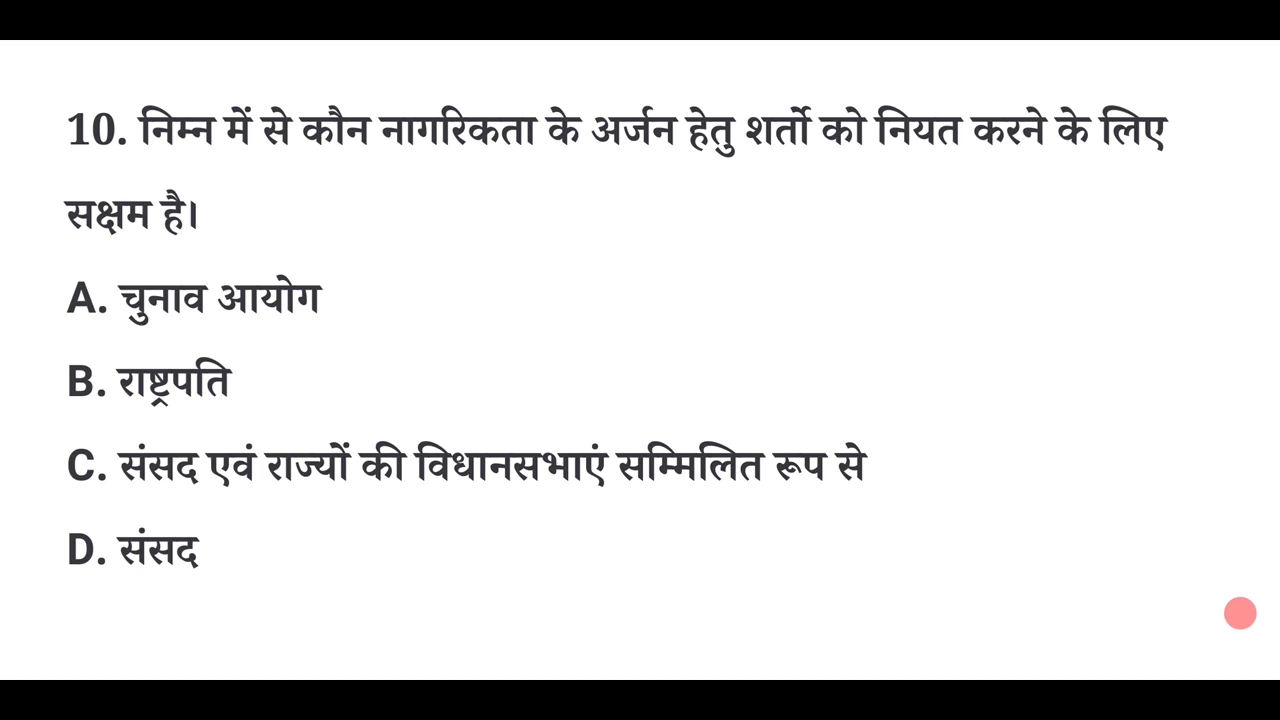 10. निम्न में से कौन नागरिकता के अर्जन हेतु शर्तो को नियत करने के लिए
सक्षम है।
A. चुनाव आयोग
B. राष्ट्रपति
C. संसद एवं राज्यों की विधानसभाएं सम्मिलित रूप से
D. संसद